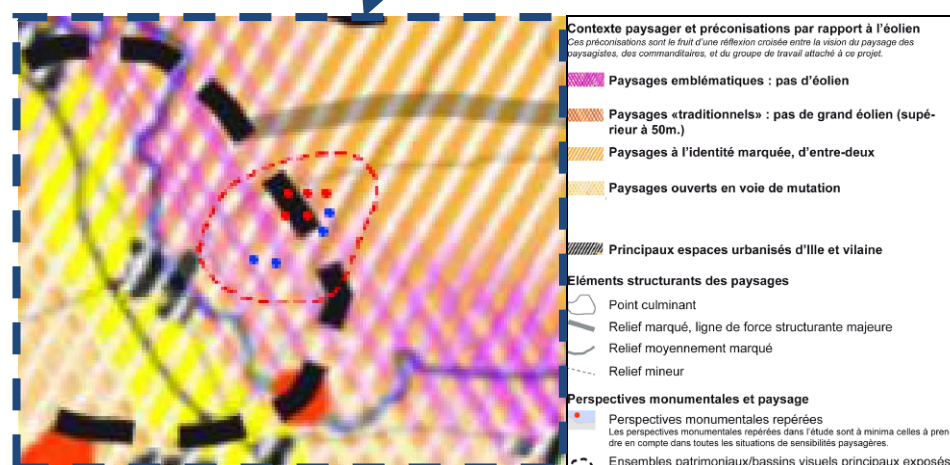 Contexte paysager et préconisations par rapport à l'éolien
Ces préconisations sont le fruit d'une réflexion croisée entre la vision du paysage des
paysagistes, des commanditaires, et du groupe de travail attaché à ce projet.
Paysages emblématiques : pas d'éolien
Paysages «traditionnels» : pas de grand éolien (supé-
rieur à 50m.)
Paysages à l'identité marquée, d'entre-deux
Paysages ouverts en voie de mutation
Principaux espaces urbanisés d'Ille et vilaine
Eléments structurants des paysages
Point culminant
Relief marqué, ligne de force structurante majeure
Relief moyennement marqué
Relief mineur
Perspectives monumentales et paysage
Perspectives monumentales repérées
Les perspectives monumentales repérées dans l'étude sont à minima celles à pren-
dre en compte dans toutes les situations de sensibilités paysagères.
Ensembles patrimoniaux/bassins visuels principaux exposés